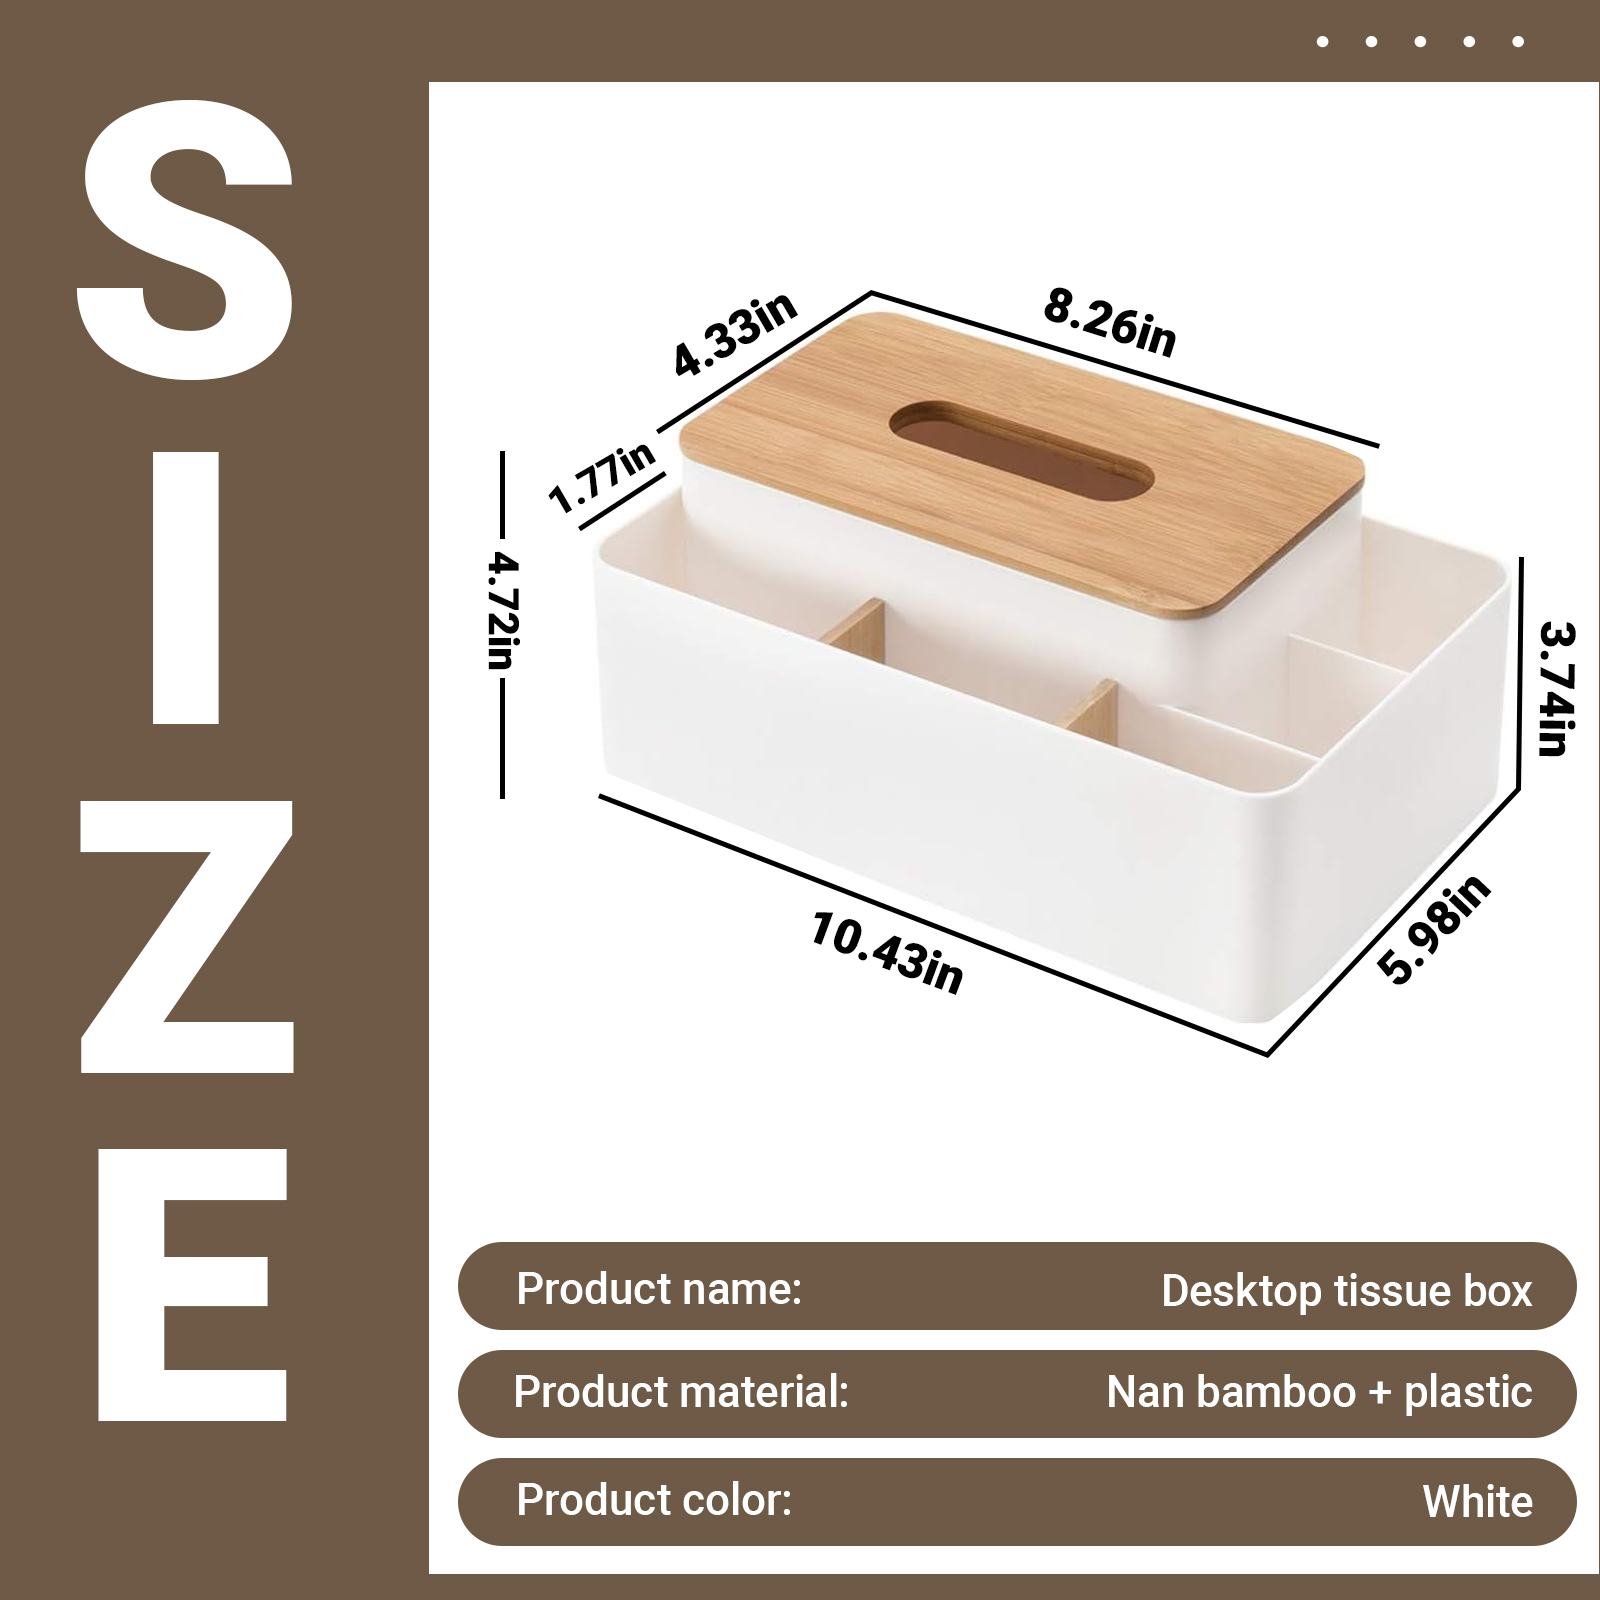 SIZE
4.33in
8.26in
1.77in
4.72in
3.74in
10.43in
5.98in
Product name: Desktop tissue box
Product material: Nan bamboo + plastic
Product color: White